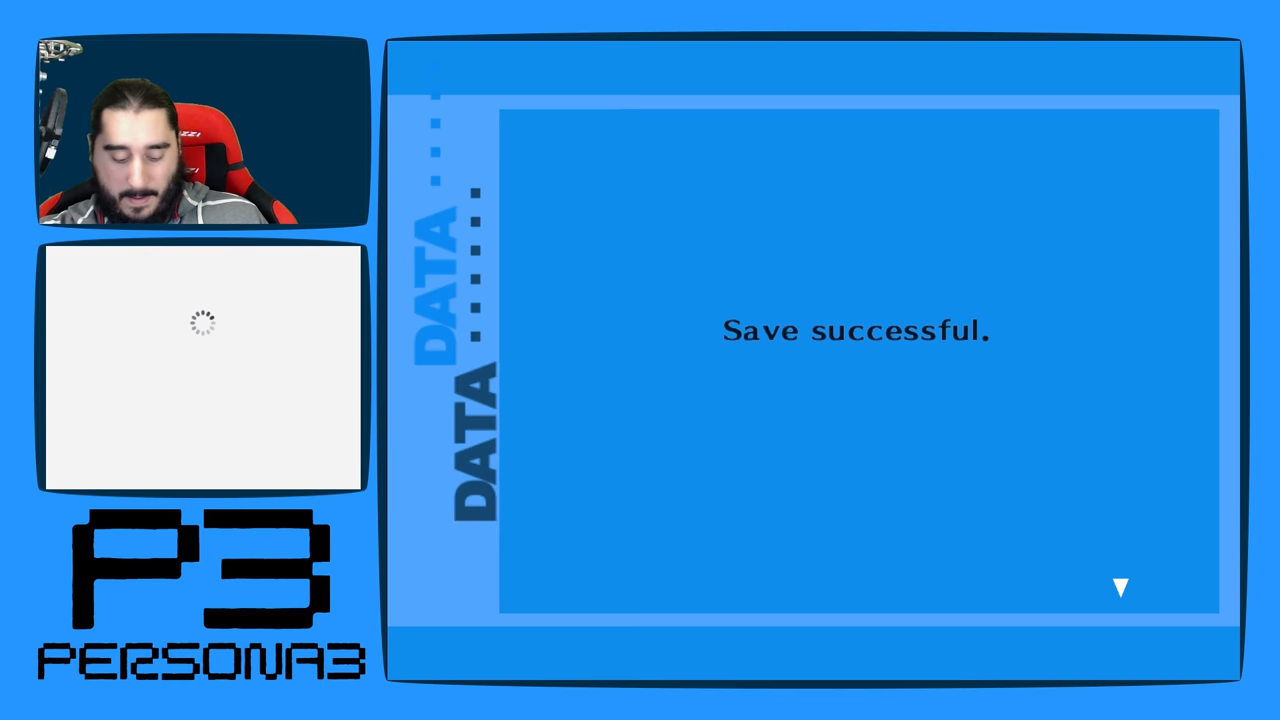 DATA......
DATA......
Save successful.
P3
PERSONA3